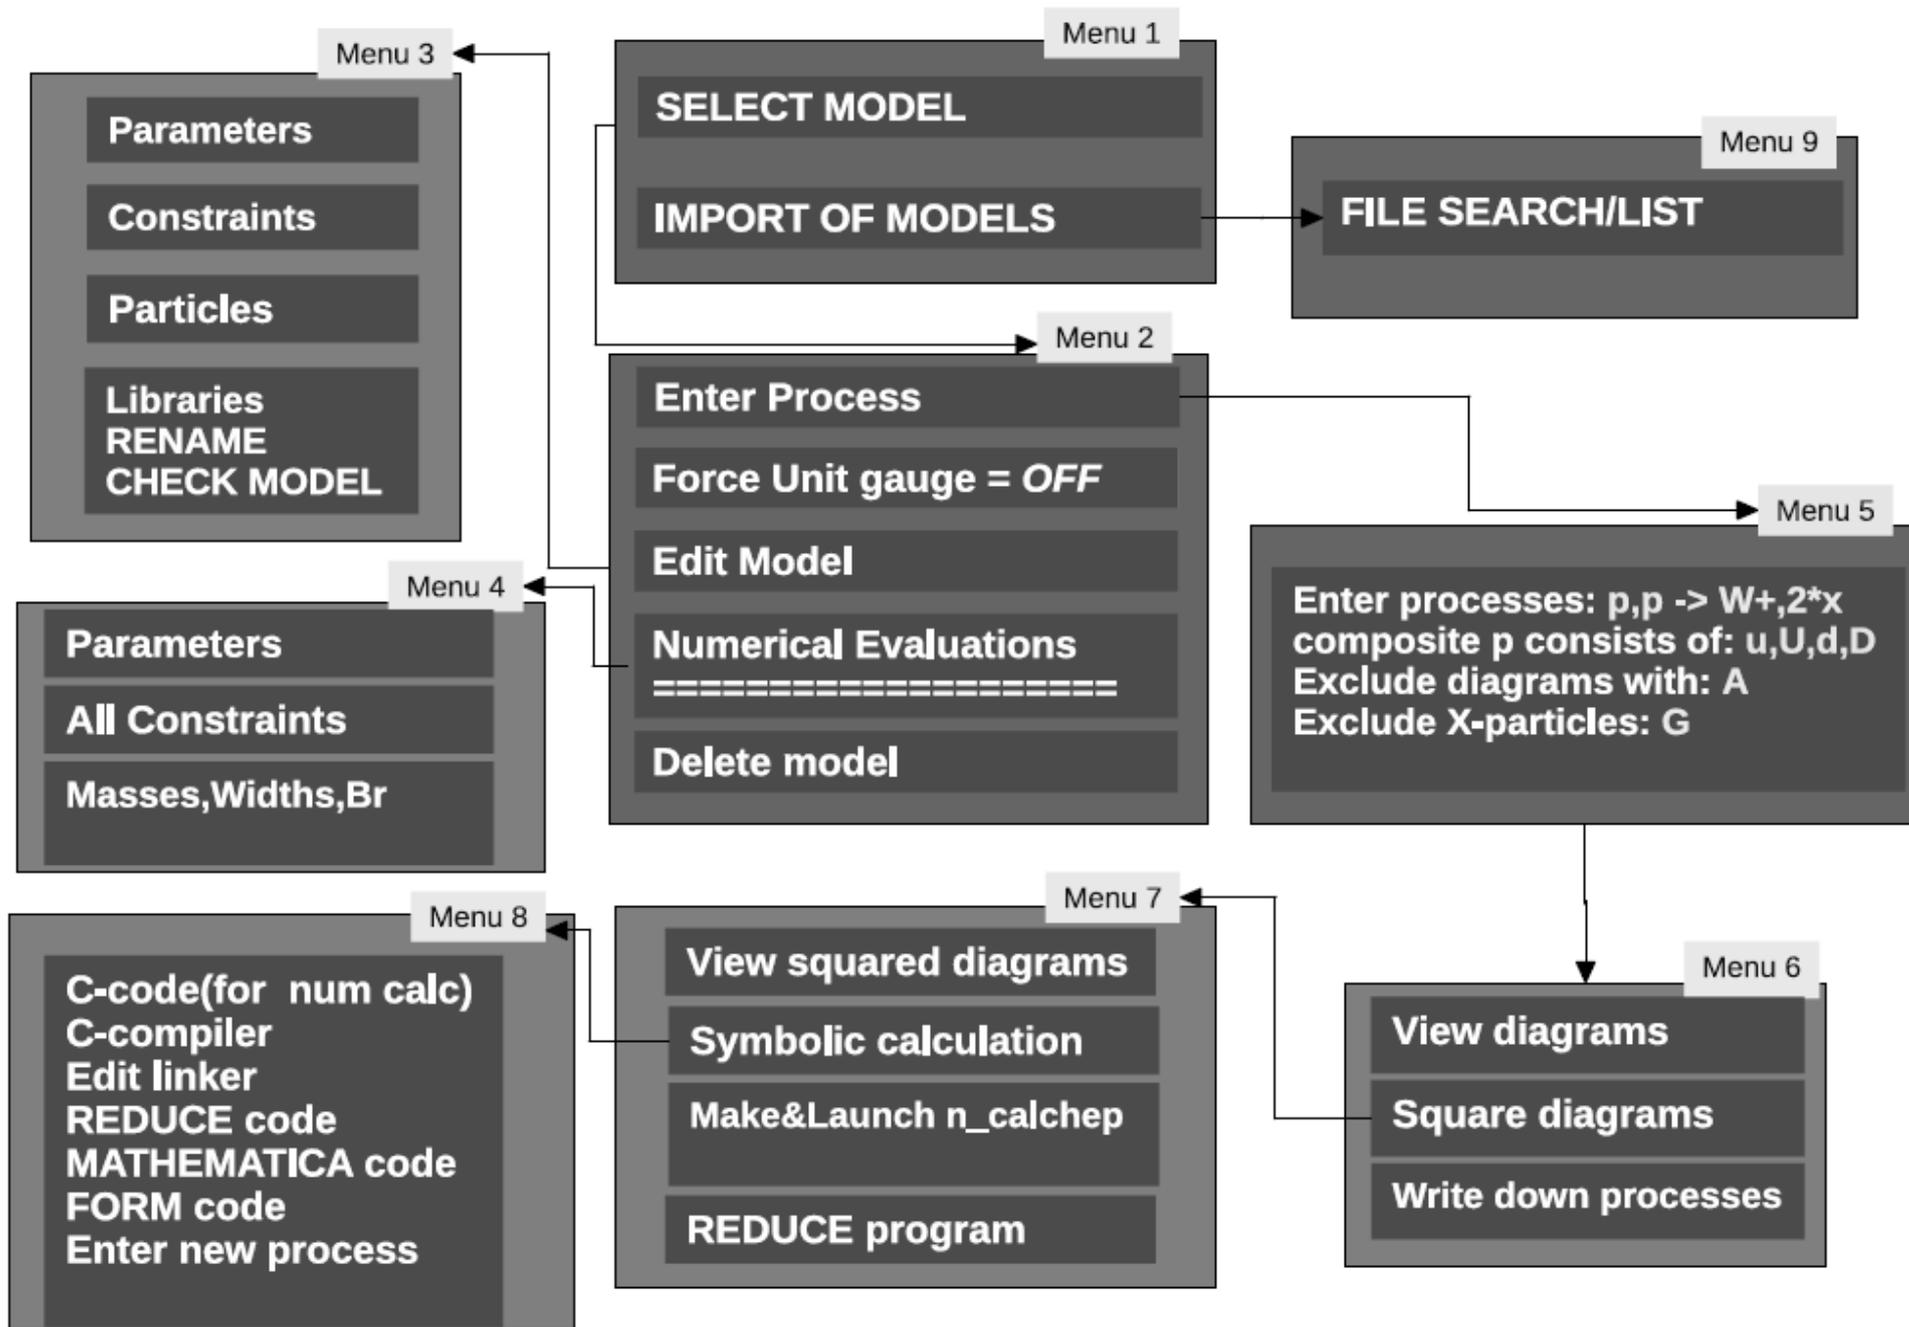 Menu 1
SELECT MODEL
IMPORT OF MODELS
Menu 9
FILE SEARCH/LIST
Menu 3
Parameters
Constraints
Particles
Libraries
RENAME
CHECK MODEL
Menu 2
Enter Process
Force Unit gauge = OFF
Edit Model
Numerical Evaluations
====================
Delete model
Menu 4
Parameters
All Constraints
Masses,Widths,Br
Menu 5
Enter processes: p,p -> W+,2*x
composite p consists of: u,U,d,D
Exclude diagrams with: A
Exclude X-particles: G
Menu 6
View diagrams
Square diagrams
Write down processes
Menu 7
View squared diagrams
Symbolic calculation
Make&Launch n_calchep
REDUCE program
Menu 8
C-code(for  num calc)
C-compiler
Edit linker
REDUCE code
MATHEMATICA code
FORM code
Enter new process